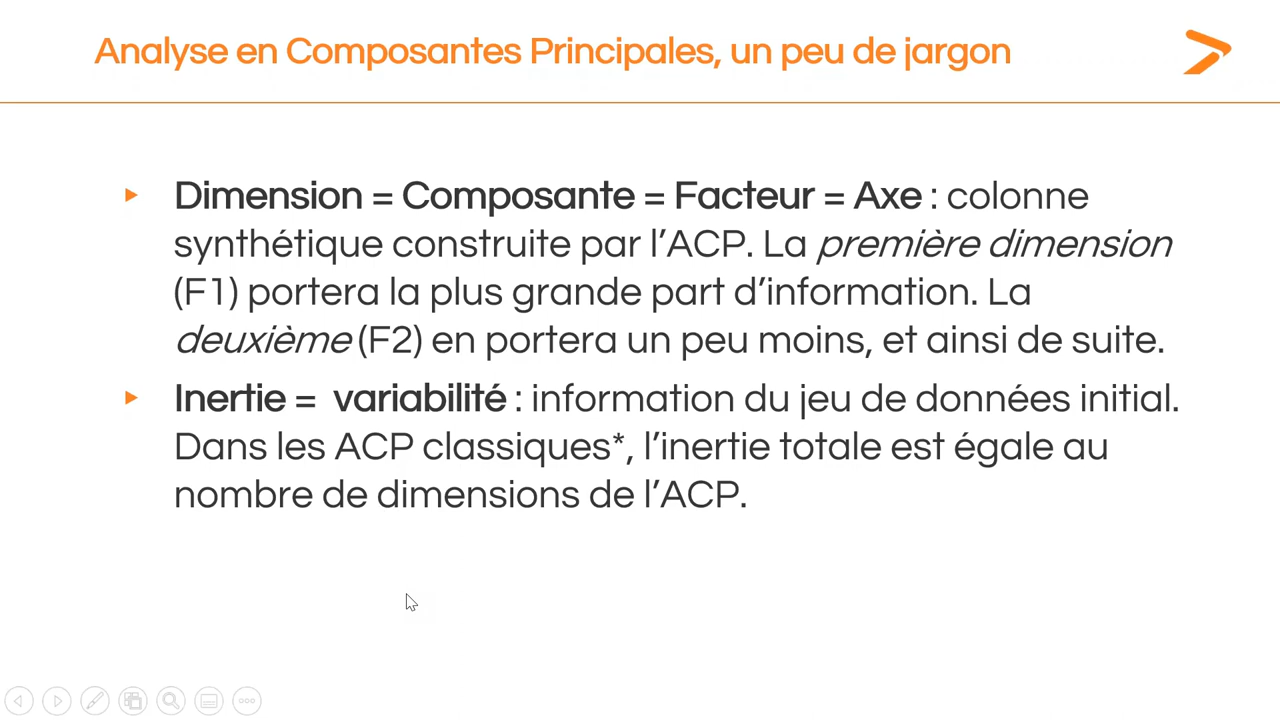 Analyse en Composantes Principales, un peu de jargon
Dimension = Composante = Facteur = Axe : colonne
synthétique construite par l’ACP. La première dimension
(F1) portera la plus grande part d’information. La
deuxième (F2) en portera un peu moins, et ainsi de suite.
Inertie = variabilité : information du jeu de données initial.
Dans les ACP classiques*, l’inertie totale est égale au
nombre de dimensions de l’ACP.